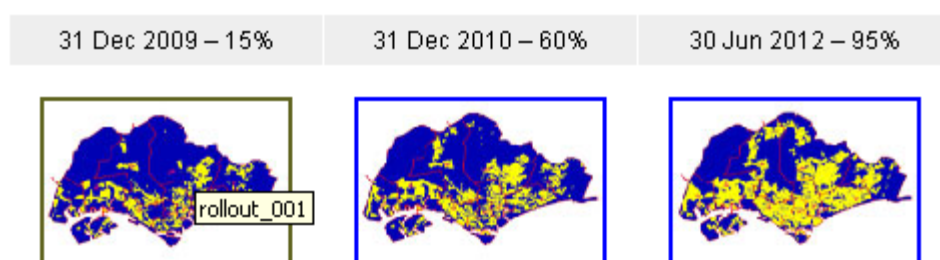 31 Dec 2009 – 15%
31 Dec 2010 – 60%
30 Jun 2012 – 95%
rollout_001